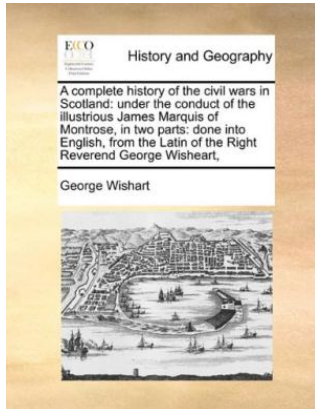 ECCO
History and Geography
A complete history of the civil wars in
Scotland: under the conduct of the
illustrious James Marquis of
Montrose, in two parts: done into
English, from the Latin of the Right
Reverend George Wisheart,
George Wishart